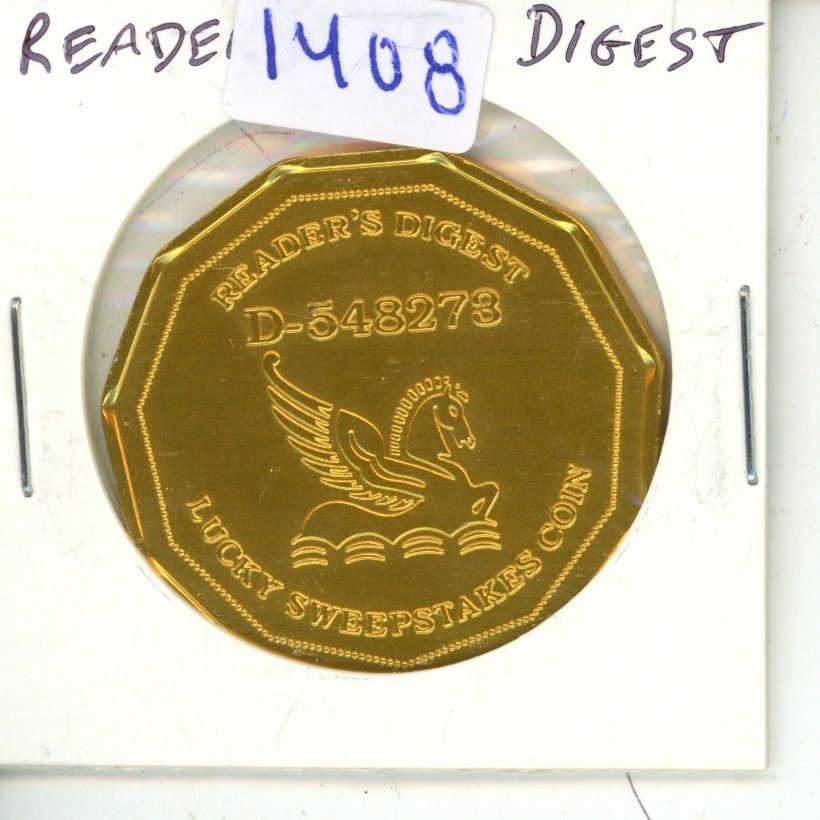 READE
1408
DIGEST
READER'S DIGEST
D-548273
LUCKY SWEEPSTAKES COIN